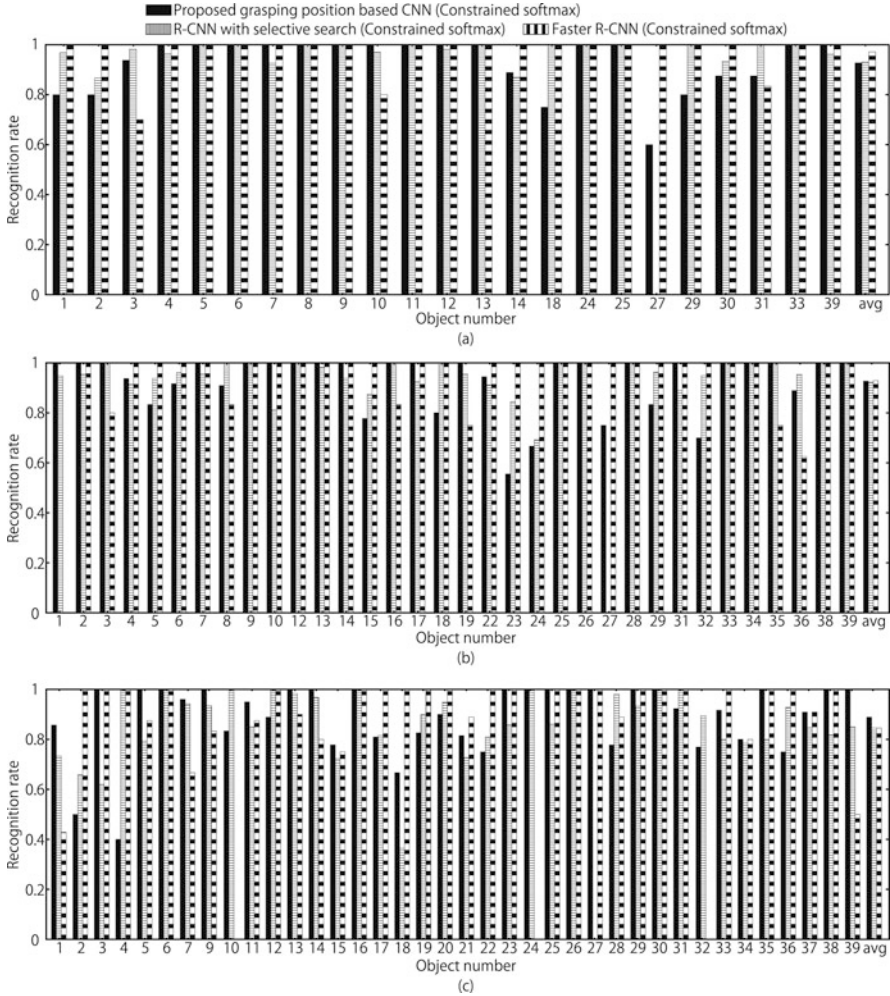 Proposed grasping position based CNN (Constrained softmax)
R-CNN with selective search (Constrained softmax) Faster R-CNN (Constrained softmax)
1
0.8
0.6
0.4
0.2
0
Recognition rate
1 2 3 4 5 6 7 8 9 10 11 12 13 14 18 24 25 27 29 30 31 33 39 avg
Object number
(a)
1
0.8
0.6
0.4
0.2
0
Recognition rate
1 2 3 4 5 6 7 8 9 10 12 13 14 15 16 17 18 19 22 23 24 25 26 27 28 29 31 32 33 34 35 36 38 39 avg
Object number
(b)
1
0.8
0.6
0.4
0.2
0
Recognition rate
1 2 3 4 5 6 7 9 10 11 12 13 14 15 16 17 18 19 20 21 22 23 24 25 26 27 28 29 30 31 32 33 34 35 36 37 38 39 avg
Object number
(c)